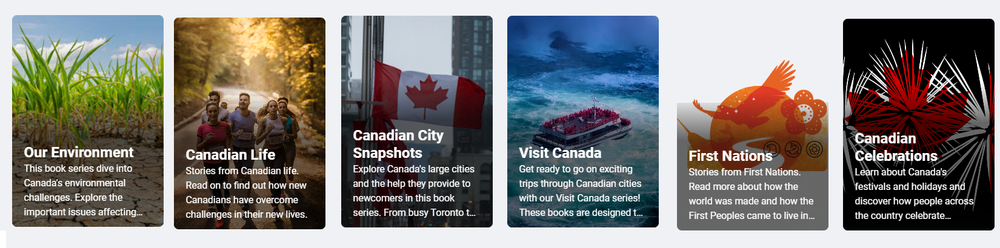 Our Environment
This book series dive into
Canada's environmental
challenges. Explore the
important issues affecting...
Canadian Life
Stories from Canadian life.
Read on to find out how new
Canadians have overcome
challenges in their new lives.
Canadian City
Snapshots
Explore Canada's large cities
and the help they provide to
newcomers in this book
series. From busy Toronto t...
Visit Canada
Get ready to go on exciting
trips through Canadian cities
with our Visit Canada series!
These books are designed t...
First Nations
Stories from First Nations.
Read more about how the
world was made and how the
First Peoples came to live in...
Canadian
Celebrations
Learn about Canada's
festivals and holidays and
discover how people across
the country celebrate...